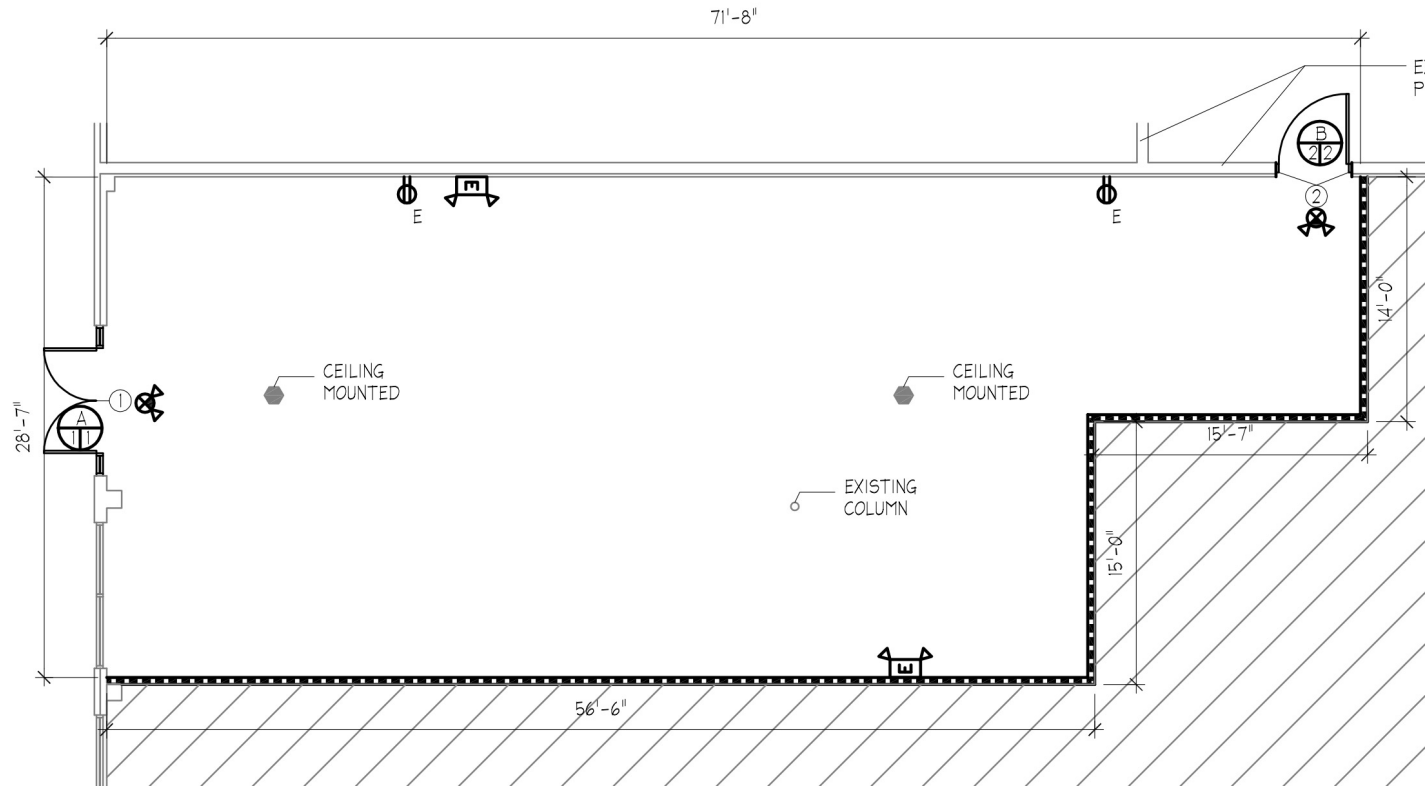 71'-8"
E
P
B
2 2
E
E
E
2
14'-0"
CEILING
MOUNTED
CEILING
MOUNTED
1
A
1 1
28'-7"
15'-7"
EXISTING
COLUMN
15'-0"
E
56'-6"